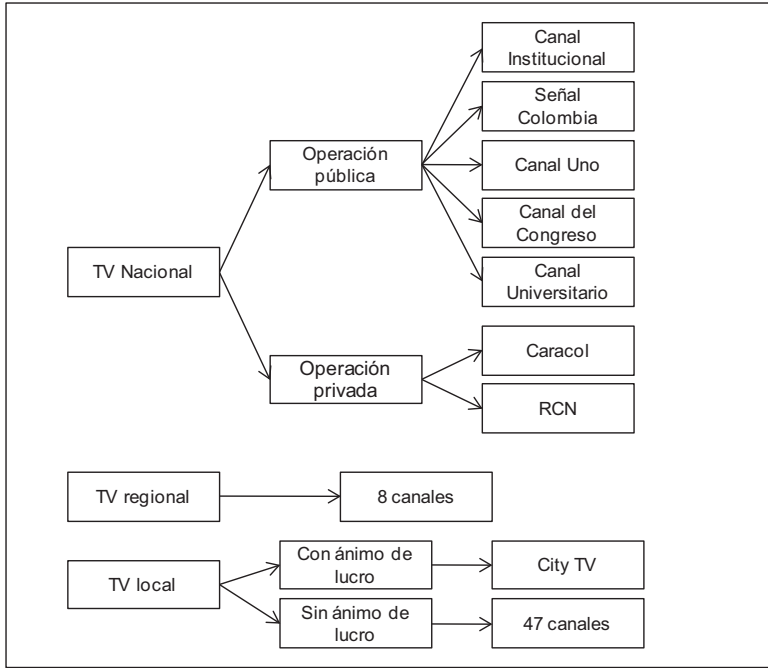 Canal
Institucional
Señal
Colombia
Operación
pública
Canal Uno
Canal del
Congreso
TV Nacional
Canal
Universitario
Operación
privada
Caracol
RCN
TV regional
8 canales
TV local
Con ánimo de
lucro
City TV
Sin ánimo de
lucro
47 canales